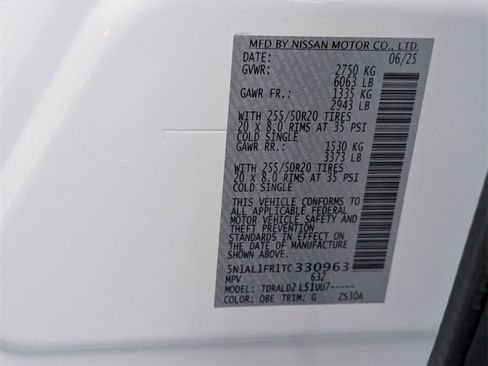 MFD BY NISSAN MOTOR CO., LTD.
DATE: 06/25
GVWR: 2750 KG
6063 LB
GAWR FR.: 1335 KG
2943 LB
WITH 255/50R20 TIRES
20 X 8.0 RIMS AT 35 PSI
COLD SINGLE
GAWR RR.: 1530 KG
3373 LB
WITH 255/50R20 TIRES
20 X 8.0 RIMS AT 35 PSI
COLD SINGLE
THIS VEHICLE CONFORMS TO
ALL APPLICABLE FEDERAL
MOTOR VEHICLE SAFETY AND
THEFT PREVENTION
STANDARDS IN EFFECT ON
THE DATE OF MANUFACTURE
SHOWN ABOVE.
5N1AL1FR1TC330963
MPV 632
MODEL: TDRALDZ L51UU7-----
COLOR: QBE TRIM: G ZS30A